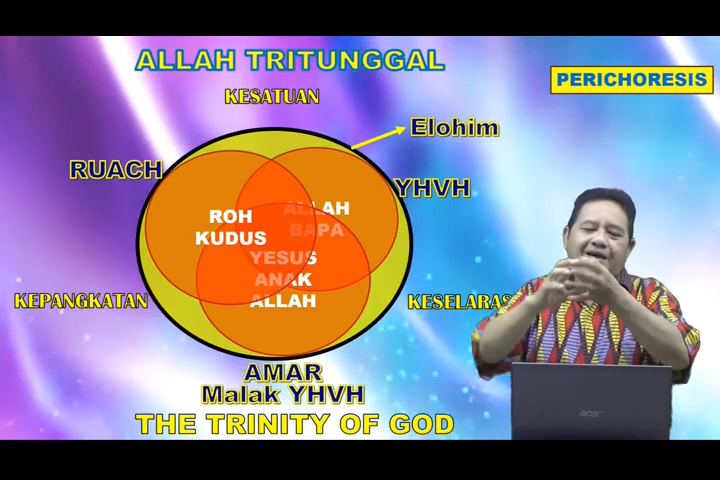 ALLAH TRITUNGGAL
PERICHORESIS
KESATUAN
Elohim
RUACH
YHVH
ROH
KUDUS
ALLAH
BAPA
YESUS
ANAK
ALLAH
KEPANGKATAN
KESELARAS
AMAR
Malak YHVH
THE TRINITY OF GOD
acer